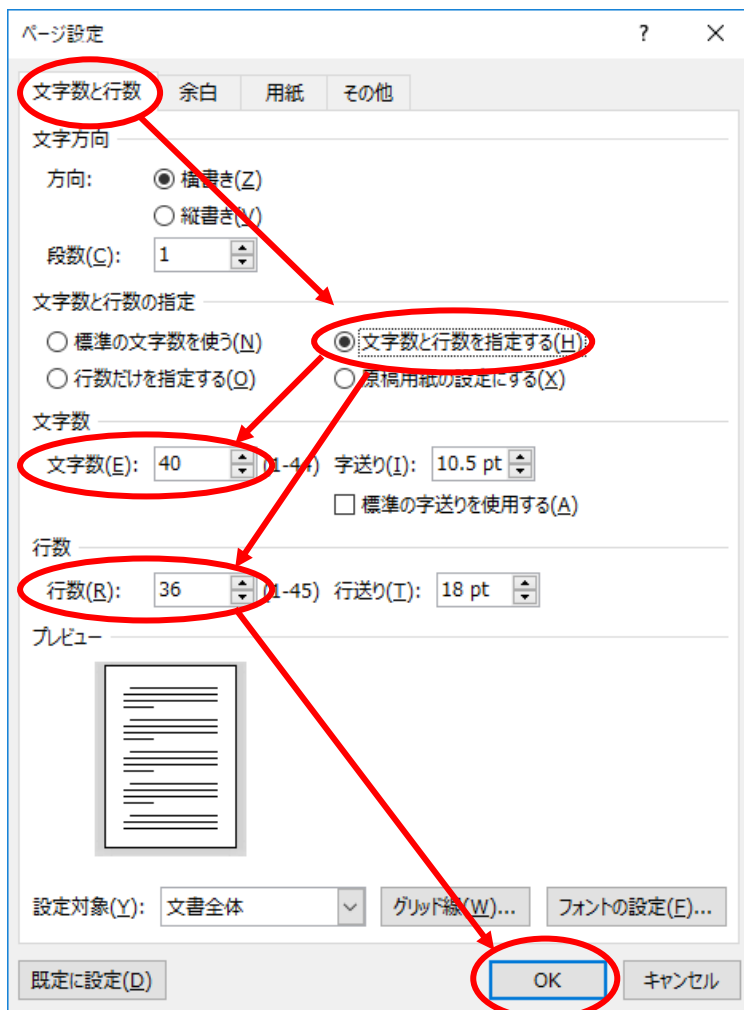 ページ設定 ?
文字数と行数 余白 用紙 その他
文字方向
方向: 横書き(Z)
縦書き(V)
段数(C): 1
文字数と行数の指定
標準の文字数を使う(N) 文字数と行数を指定する(H)
行数だけを指定する(O) 原稿用紙の設定にする(X)
文字数
文字数(E): 40 (1-44) 字送り(I): 10.5 pt
標準の字送りを使用する(A)
行数
行数(R): 36 (1-45) 行送り(T): 18 pt
プレビュー
設定対象(Y): 文書全体 グリッド線(W)... フォントの設定(F)...
既定に設定(D) OK キャンセル